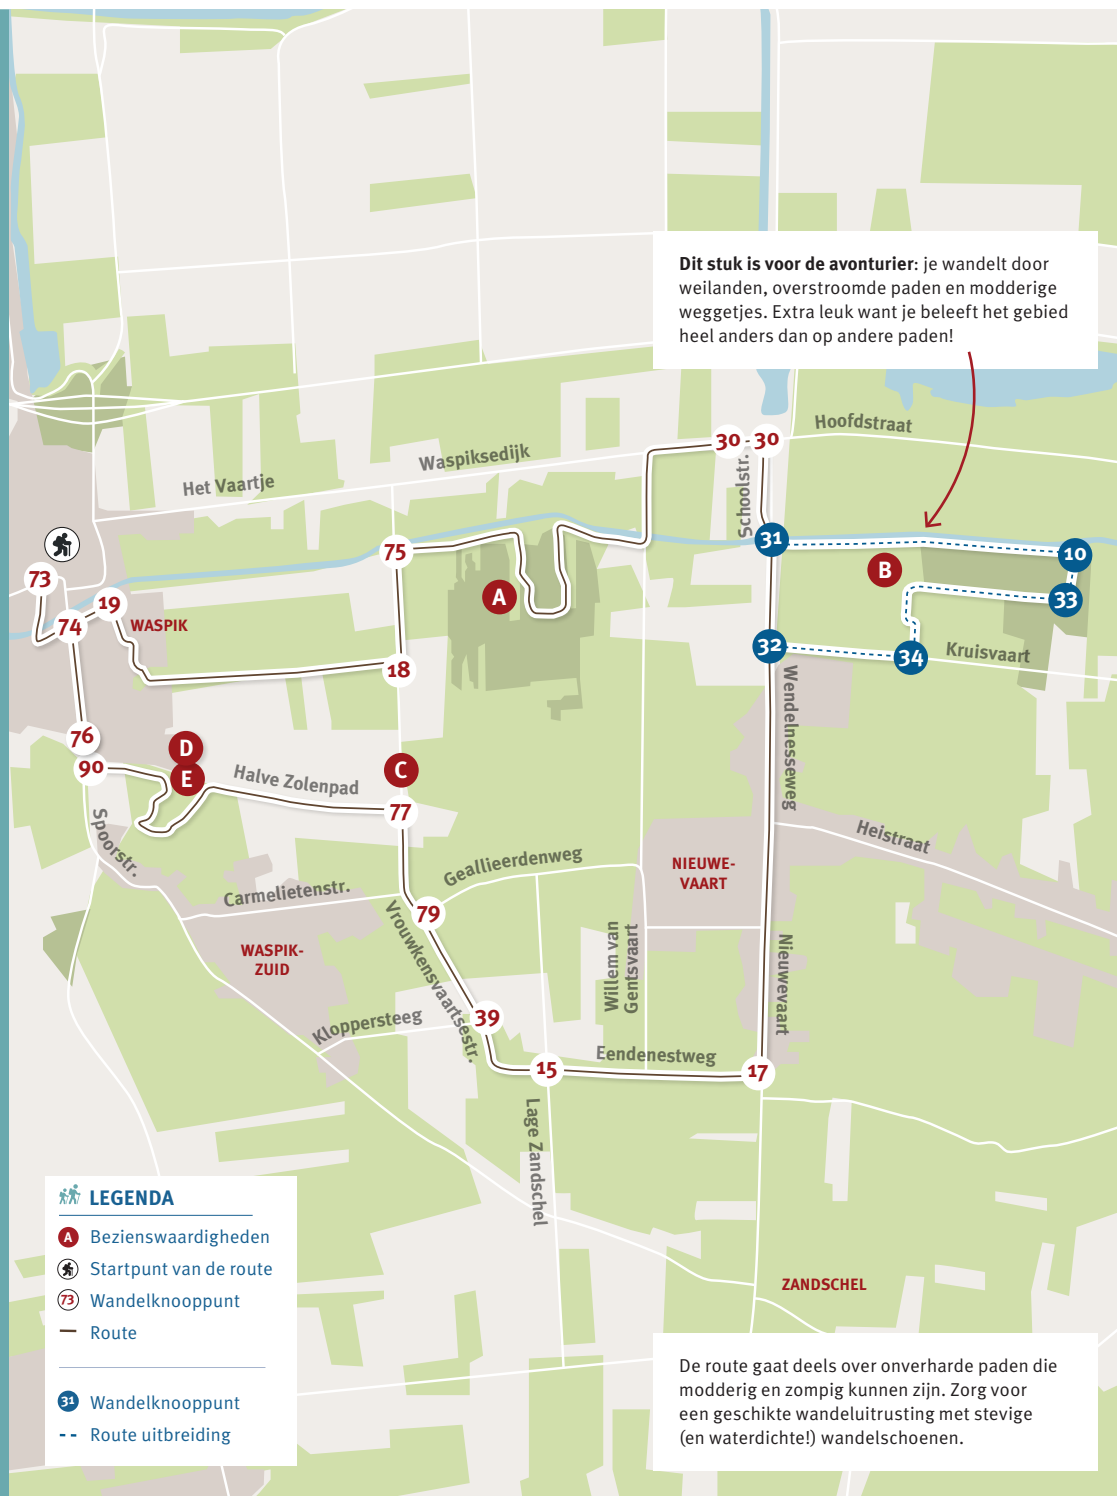 Dit stuk is voor de avonturier: je wandelt door
weilanden, overstroomde paden en modderige
weggetjes. Extra leuk want je beleeft het gebied
heel anders dan op andere paden!
Hoofdstraat
30
30
Waspiksedijk
Schoolstr.
Het Vaartje
31
75
10
B
73
A
33
19
74
WASPIK
32
Kruisvaart
34
18
Wendelnesseweg
76
D
90
E
C
Halve Zolenpad
77
Spoorstr.
Heistraat
Geallieerdenweg
NIEUWE-
VAART
Carmelietenstr.
79
Vrouwkensvaartsestr.
WASPIK-
ZUID
Willem van
Gentsvaart
Nieuwevaart
39
Kloppersteeg
Eendenestweg
15
17
Lage Zandschel
ZANDSCHEL
LEGENDA
A Bezienswaardigheden
Startpunt van de route
73 Wandelknooppunt
Route
31 Wandelknooppunt
Route uitbreiding
De route gaat deels over onverharde paden die
modderig en zompig kunnen zijn. Zorg voor
een geschikte wandeluitrusting met stevige
(en waterdichte!) wandelschoenen.